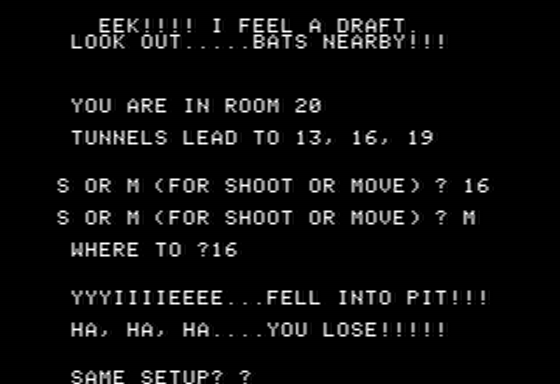 EEK!!!! I FEEL A DRAFT.
LOOK OUT.....BATS NEARBY!!!
YOU ARE IN ROOM 20
TUNNELS LEAD TO 13, 16, 19
S OR M (FOR SHOOT OR MOVE) ? 16
S OR M (FOR SHOOT OR MOVE) ? M
WHERE TO ?16
YYYIIIIEEEE...FELL INTO PIT!!!
HA, HA, HA....YOU LOSE!!!!!
SAME SETUP? ?